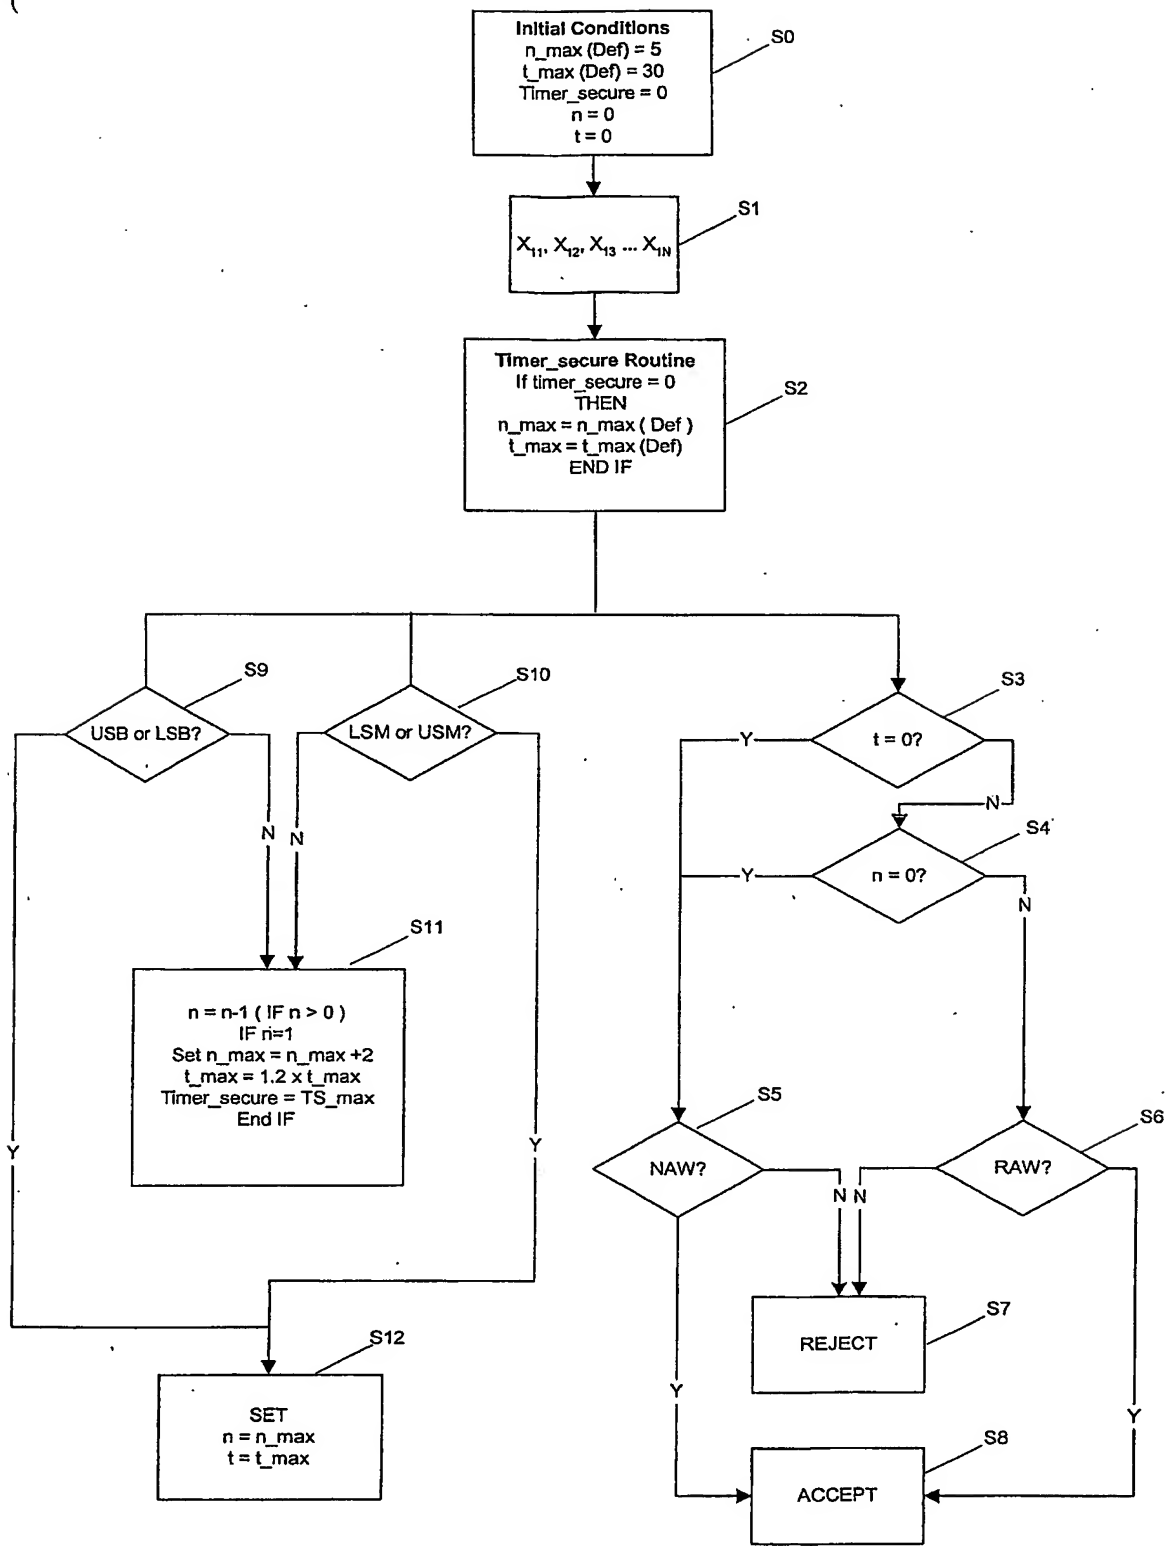 Initial Conditions
n_max (Def) = 5
t_max (Def) = 30
Timer_secure = 0
n = 0
t = 0
S0
X11, X12, X13 ... X1N
S1
Timer_secure Routine
If timer_secure = 0
THEN
n_max = n_max ( Def )
t_max = t_max (Def)
END IF
S2
USB or LSB?
S9
LSM or USM?
S10
t = 0?
S3
Y
N
n = 0?
S4
Y
N
N
N
S11
n = n-1 ( IF n > 0 )
IF n=1
Set n_max = n_max +2
t_max = 1.2 x t_max
Timer_secure = TS_max
End IF
Y
Y
NAW?
S5
RAW?
S6
N
N
REJECT
S7
S12
SET
n = n_max
t = t_max
Y
Y
ACCEPT
S8